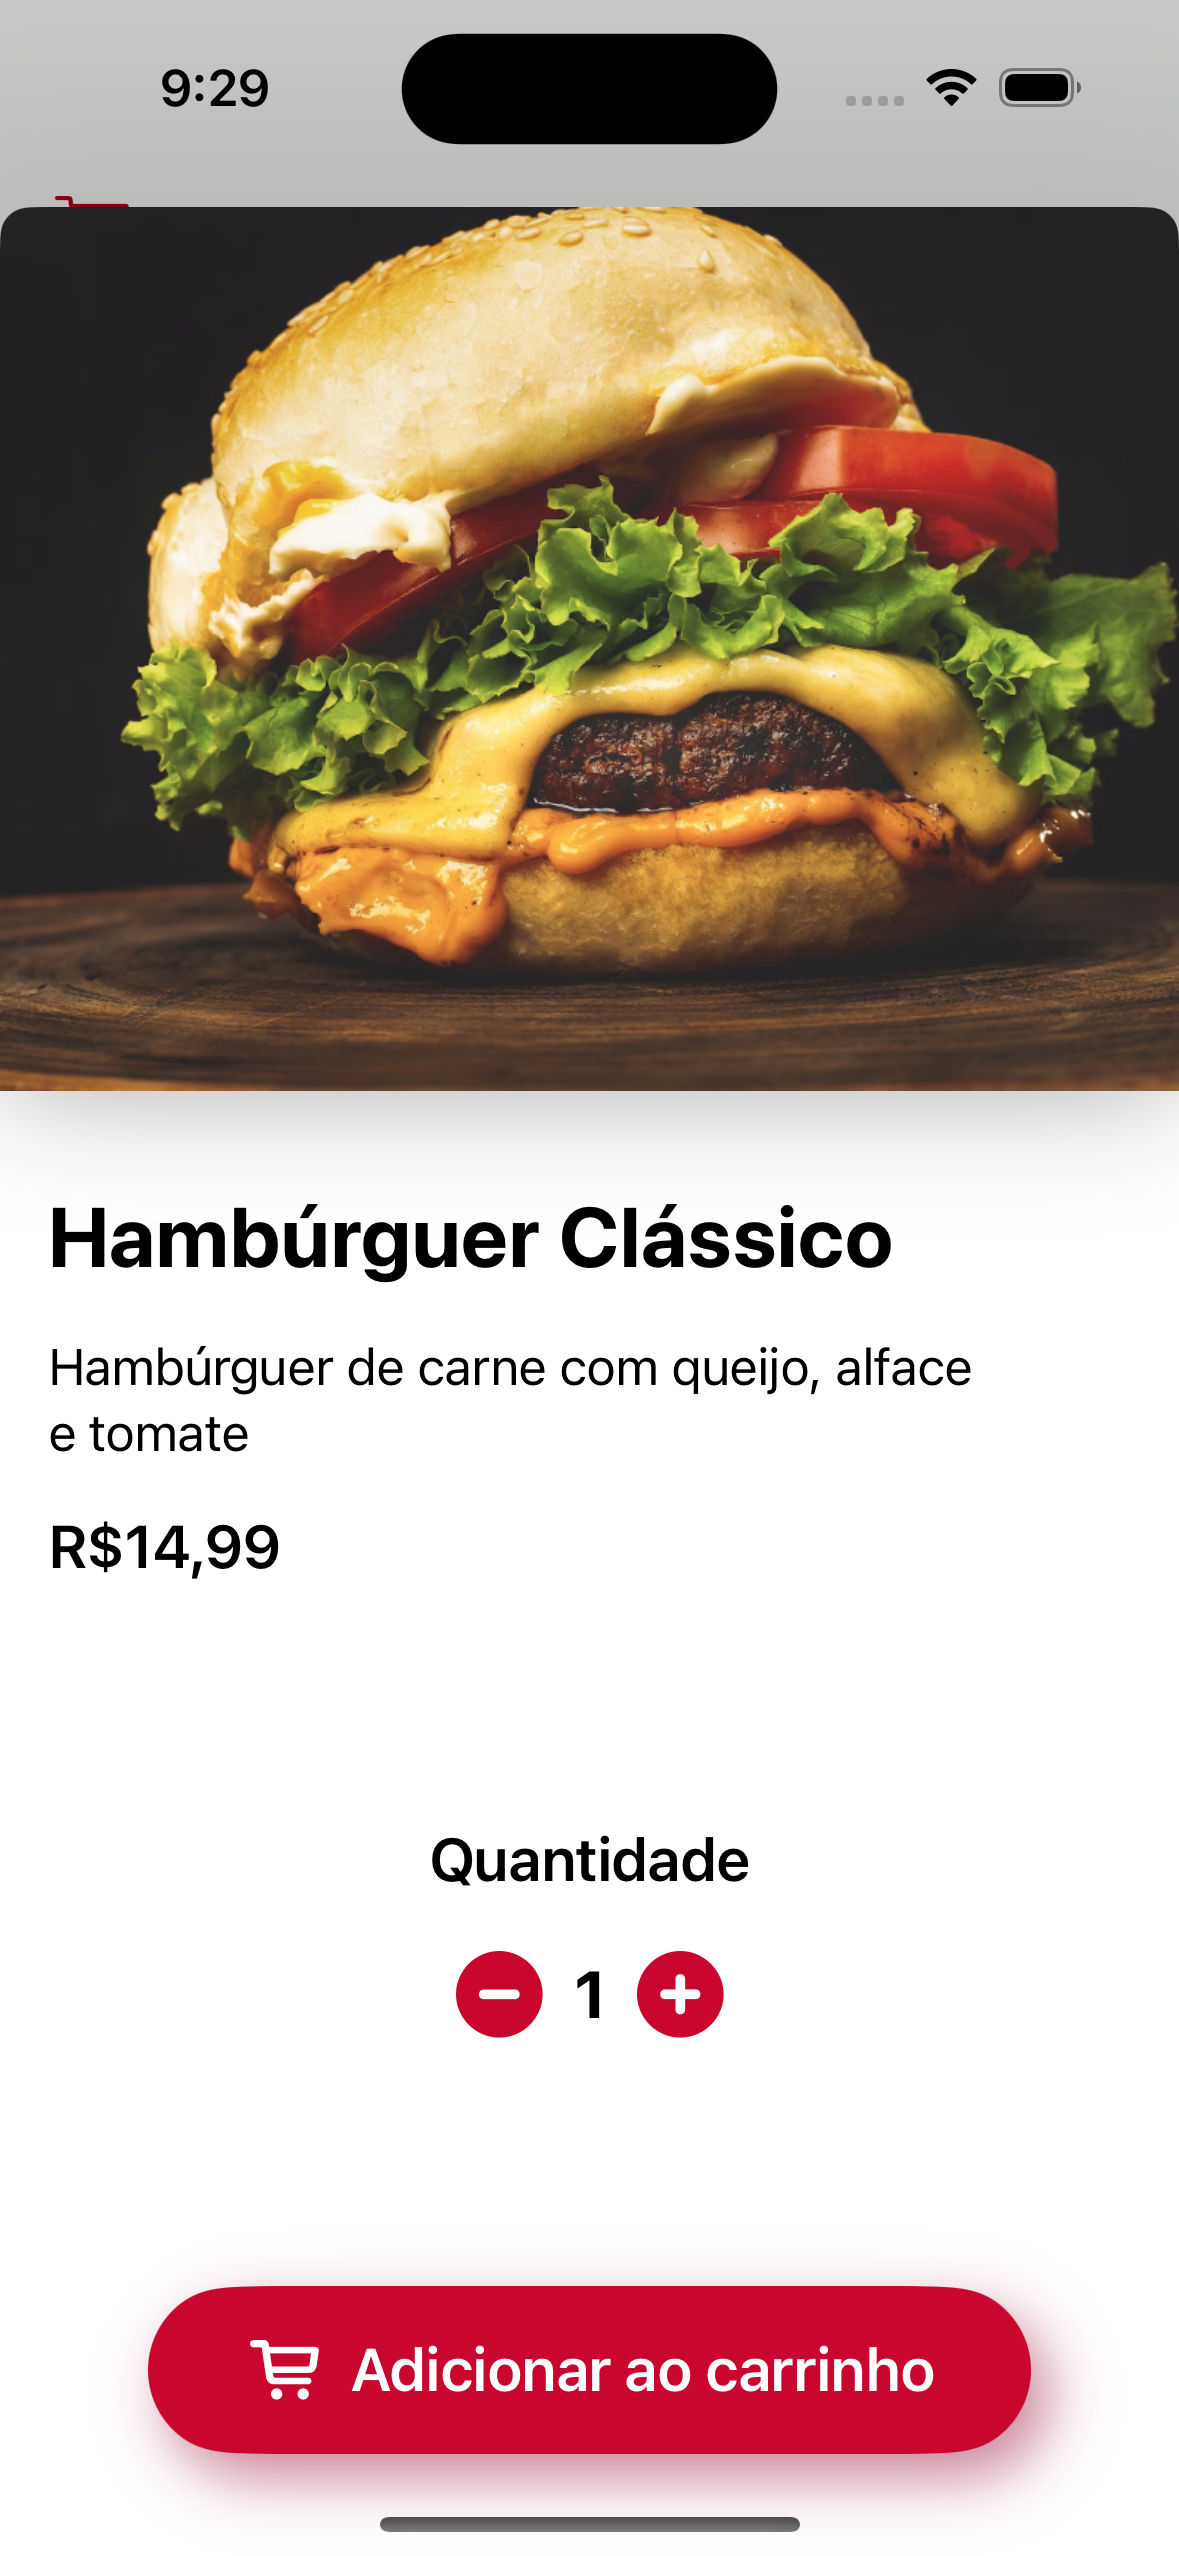 9:29
Hambúrguer Clássico
Hambúrguer de carne com queijo, alface
e tomate
R$14,99
Quantidade
1
Adicionar ao carrinho